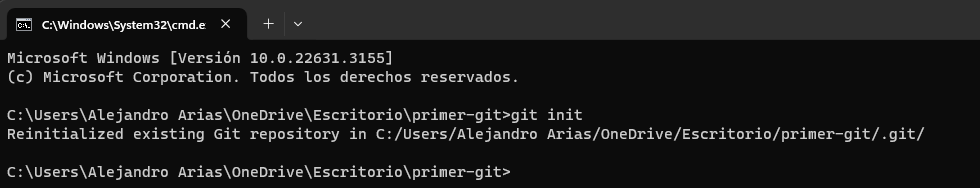 C:\Windows\System32\cmd.e
Microsoft Windows [Versión 10.0.22631.3155]
(c) Microsoft Corporation. Todos los derechos reservados.
C:\Users\Alejandro Arias\OneDrive\Escritorio\primer-git>git init
Reinitialized existing Git repository in C:/Users/Alejandro Arias/OneDrive/Escritorio/primer-git/.git/
C:\Users\Alejandro Arias\OneDrive\Escritorio\primer-git>